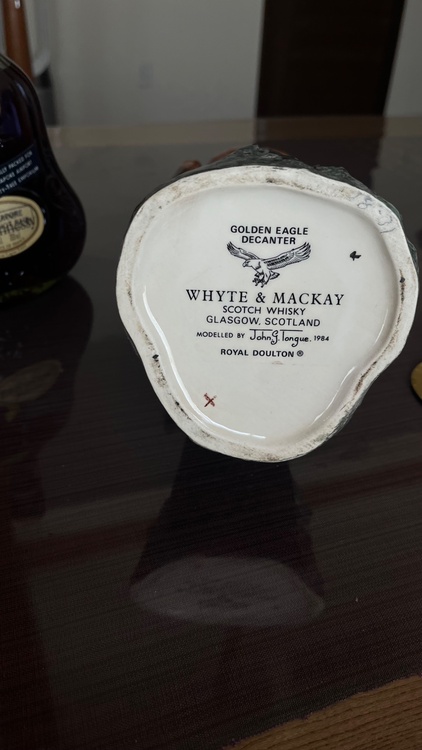 GOLDEN EAGLE
DECANTER
WHYTE & MACKAY
SCOTCH WHISKY
GLASGOW, SCOTLAND
MODELLED BY John G. Tongue, 1984
ROYAL DOULTON ®